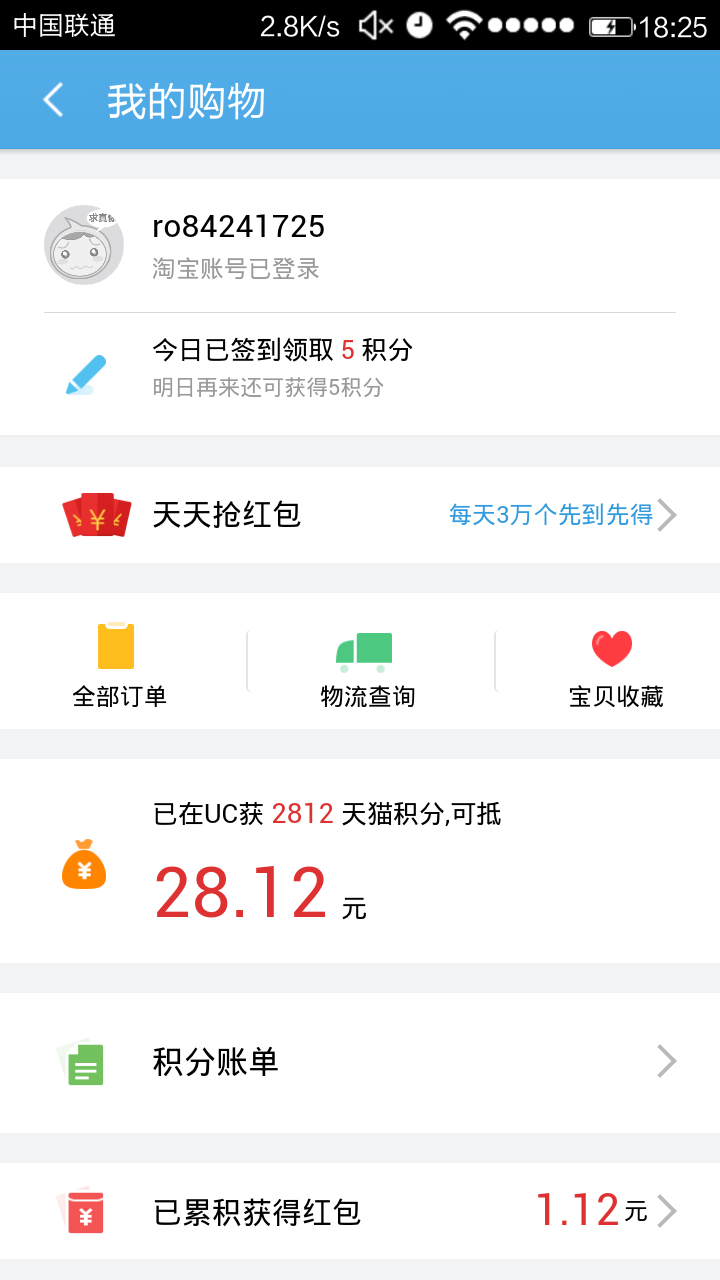 中国联通 2.8K/s 18:25
我的购物
ro84241725
淘宝账号已登录
今日已签到领取 5 积分
明日再来还可获得5积分
天天抢红包 每天3万个先到先得
全部订单 物流查询 宝贝收藏
已在UC获 2812 天猫积分,可抵
28.12 元
积分账单
已累积获得红包 1.12元